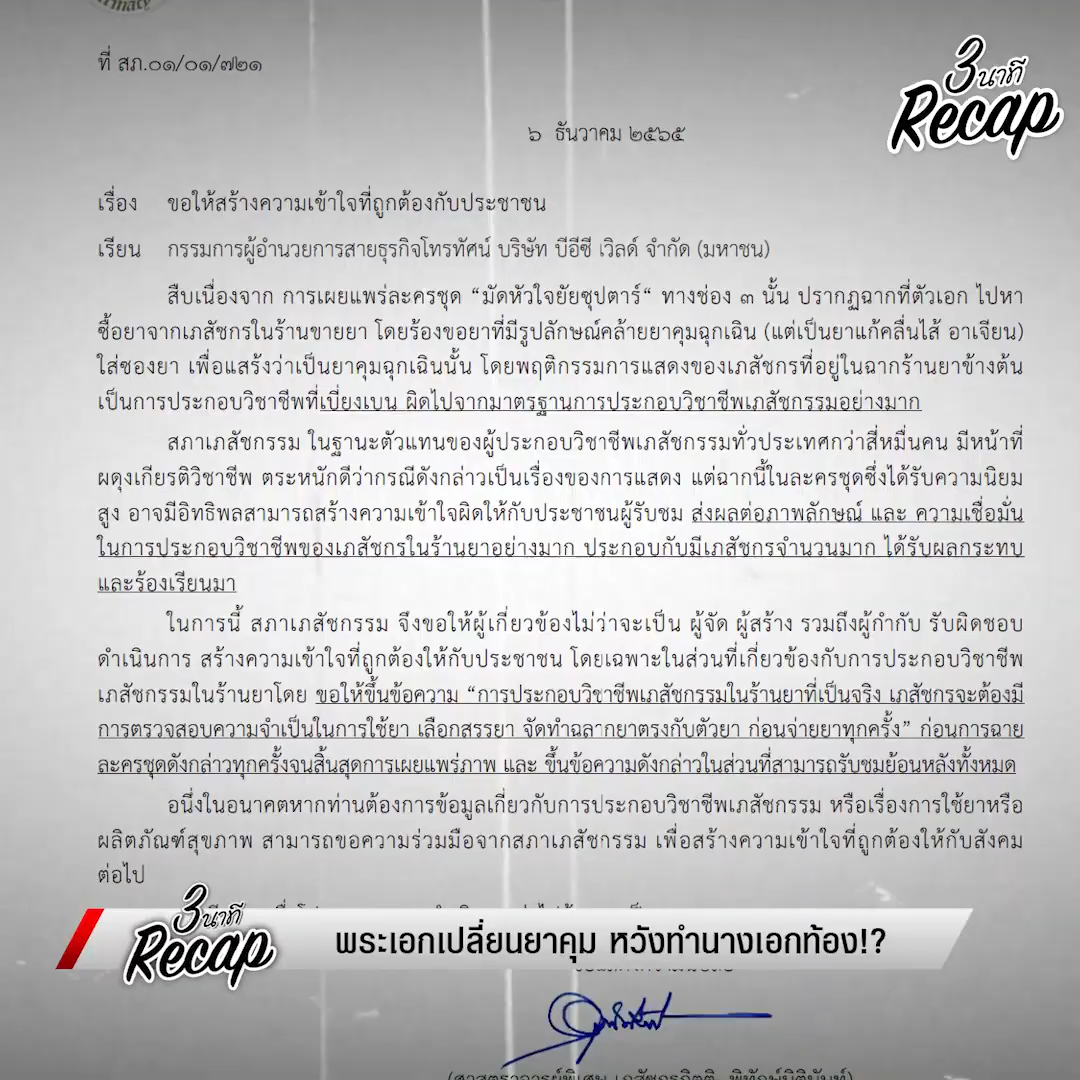 ที่ สภ.๐๑/๐๑/๗๒๑
3 นาที
Recap
๖ ธันวาคม ๒๕๖๕
เรื่อง ขอให้สร้างความเข้าใจที่ถูกต้องกับประชาชน
เรียน กรรมการผู้อำนวยการสายธุรกิจโทรทัศน์ บริษัท บีอีซี เวิลด์ จำกัด (มหาชน)
สืบเนื่องจาก การเผยแพร่ละครชุด “มัดหัวใจยัยซุปตาร์“ ทางช่อง ๓ นั้น ปรากฏฉากที่ตัวเอก ไปหา
ซื้อยาจากเภสัชกรในร้านขายยา โดยร้องขอยาที่มีรูปลักษณ์คล้ายยาคุมฉุกเฉิน (แต่เป็นยาแก้คลื่นไส้ อาเจียน)
ใส่ซองยา เพื่อแสร้งว่าเป็นยาคุมฉุกเฉินนั้น โดยพฤติกรรมการแสดงของเภสัชกรที่อยู่ในฉากร้านยาข้างต้น
เป็นการประกอบวิชาชีพที่เบี่ยงเบน ผิดไปจากมาตรฐานการประกอบวิชาชีพเภสัชกรรมอย่างมาก
สภาเภสัชกรรม ในฐานะตัวแทนของผู้ประกอบวิชาชีพเภสัชกรรมทั่วประเทศกว่าสี่หมื่นคน มีหน้าที่
ผดุงเกียรติวิชาชีพ ตระหนักดีว่ากรณีดังกล่าวเป็นเรื่องของการแสดง แต่ฉากนี้ในละครชุดซึ่งได้รับความนิยม
สูง อาจมีอิทธิพลสามารถสร้างความเข้าใจผิดให้กับประชาชนผู้รับชม ส่งผลต่อภาพลักษณ์ และ ความเชื่อมั่น
ในการประกอบวิชาชีพของเภสัชกรในร้านยาอย่างมาก ประกอบกับมีเภสัชกรจำนวนมาก ได้รับผลกระทบ
และร้องเรียนมา
ในการนี้ สภาเภสัชกรรม จึงขอให้ผู้เกี่ยวข้องไม่ว่าจะเป็น ผู้จัด ผู้สร้าง รวมถึงผู้กำกับ รับผิดชอบ
ดำเนินการ สร้างความเข้าใจที่ถูกต้องให้กับประชาชน โดยเฉพาะในส่วนที่เกี่ยวข้องกับการประกอบวิชาชีพ
เภสัชกรรมในร้านยาโดย ขอให้ขึ้นข้อความ “การประกอบวิชาชีพเภสัชกรรมในร้านยาที่เป็นจริง เภสัชกรจะต้องมี
การตรวจสอบความจำเป็นในการใช้ยา เลือกสรรยา จัดทำฉลากยาตรงกับตัวยา ก่อนจ่ายยาทุกครั้ง” ก่อนการฉาย
ละครชุดดังกล่าวทุกครั้งจนสิ้นสุดการเผยแพร่ภาพ และ ขึ้นข้อความดังกล่าวในส่วนที่สามารถรับชมย้อนหลังทั้งหมด
อนึ่งในอนาคตหากท่านต้องการข้อมูลเกี่ยวกับการประกอบวิชาชีพเภสัชกรรม หรือเรื่องการใช้ยาหรือ
ผลิตภัณฑ์สุขภาพ สามารถขอความร่วมมือจากสภาเภสัชกรรม เพื่อสร้างความเข้าใจที่ถูกต้องให้กับสังคม
ต่อไป
3 นาที
Recap
พระเอกเปลี่ยนยาคุม หวังทำนางเอกท้อง!?